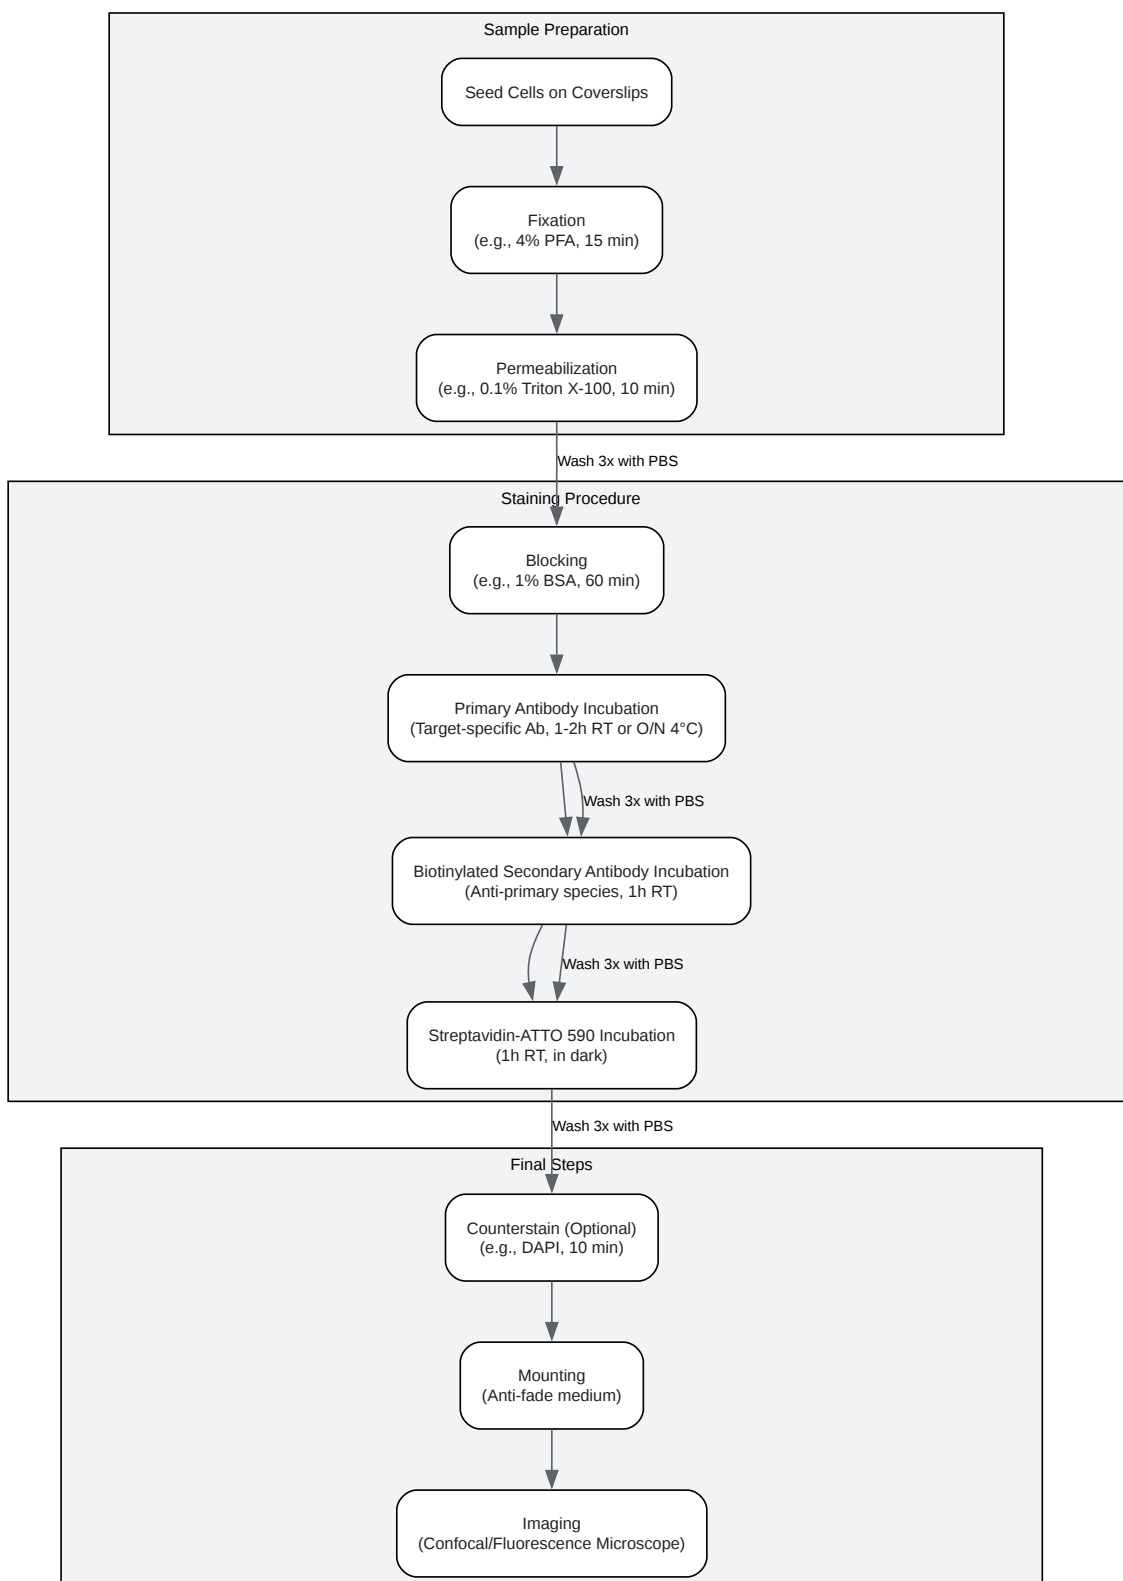 Sample Preparation
Seed Cells on Coverslips
Fixation
(e.g., 4% PFA, 15 min)
Permeabilization
(e.g., 0.1% Triton X-100, 10 min)
Wash 3x with PBS
Staining Procedure
Blocking
(e.g., 1% BSA, 60 min)
Primary Antibody Incubation
(Target-specific Ab, 1-2h RT or O/N 4°C)
Wash 3x with PBS
Biotinylated Secondary Antibody Incubation
(Anti-primary species, 1h RT)
Wash 3x with PBS
Streptavidin-ATTO 590 Incubation
(1h RT, in dark)
Wash 3x with PBS
Final Steps
Counterstain (Optional)
(e.g., DAPI, 10 min)
Mounting
(Anti-fade medium)
Imaging
(Confocal/Fluorescence Microscope)